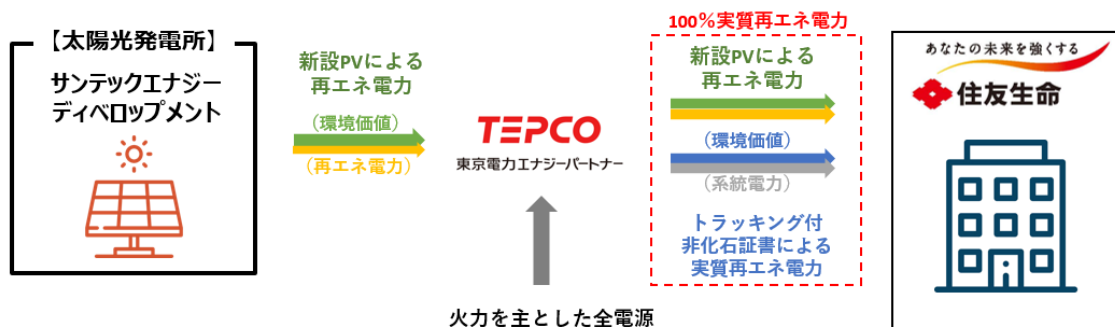 【太陽光発電所】
サンテックエナジー
ディベロップメント
新設PVによる
再エネ電力
（環境価値）
（再エネ電力）
TEPCO
東京電力エナジーパートナー
火力を主とした全電源
100％実質再エネ電力
新設PVによる
再エネ電力
（環境価値）
（系統電力）
トラッキング付
非化石証書による
実質再エネ電力
あなたの未来を強くする
住友生命